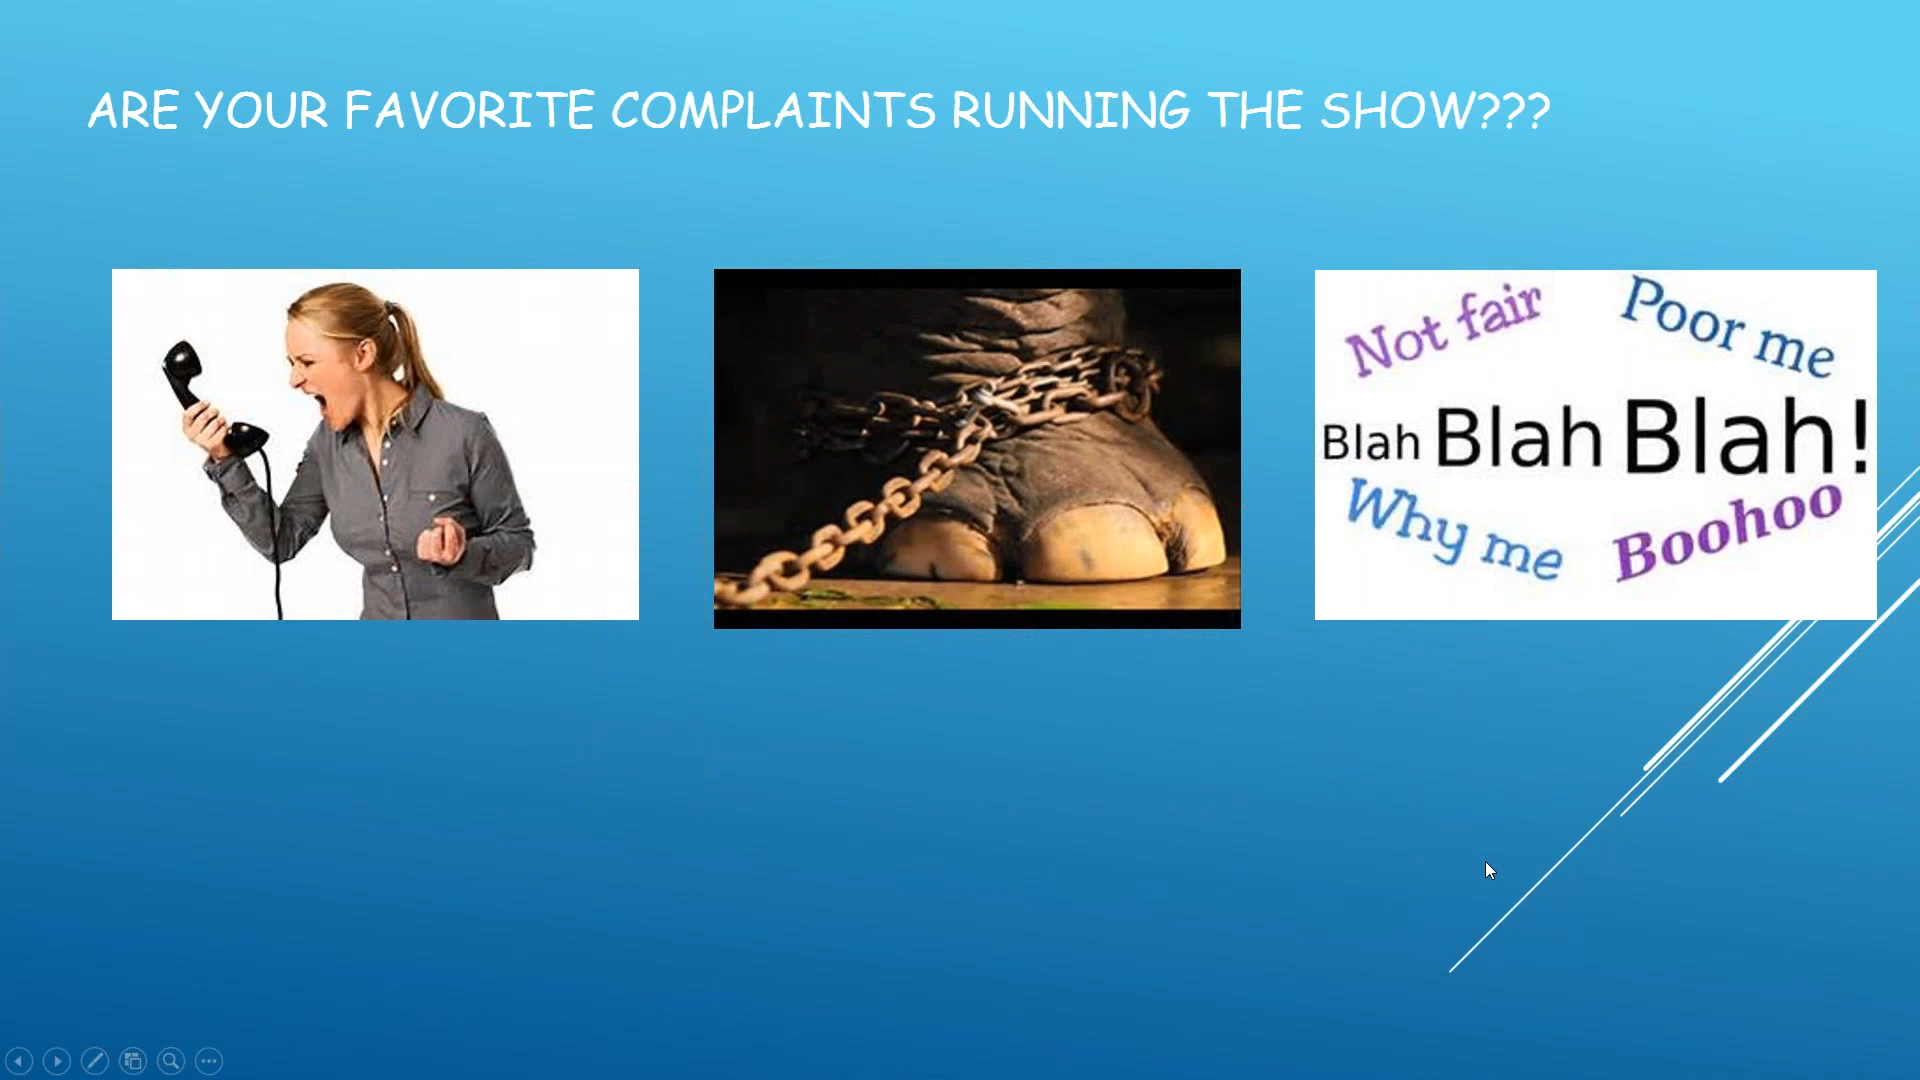 ARE YOUR FAVORITE COMPLAINTS RUNNING THE SHOW???
Not fair
Poor me
Blah Blah Blah!
Why me
Boohoo